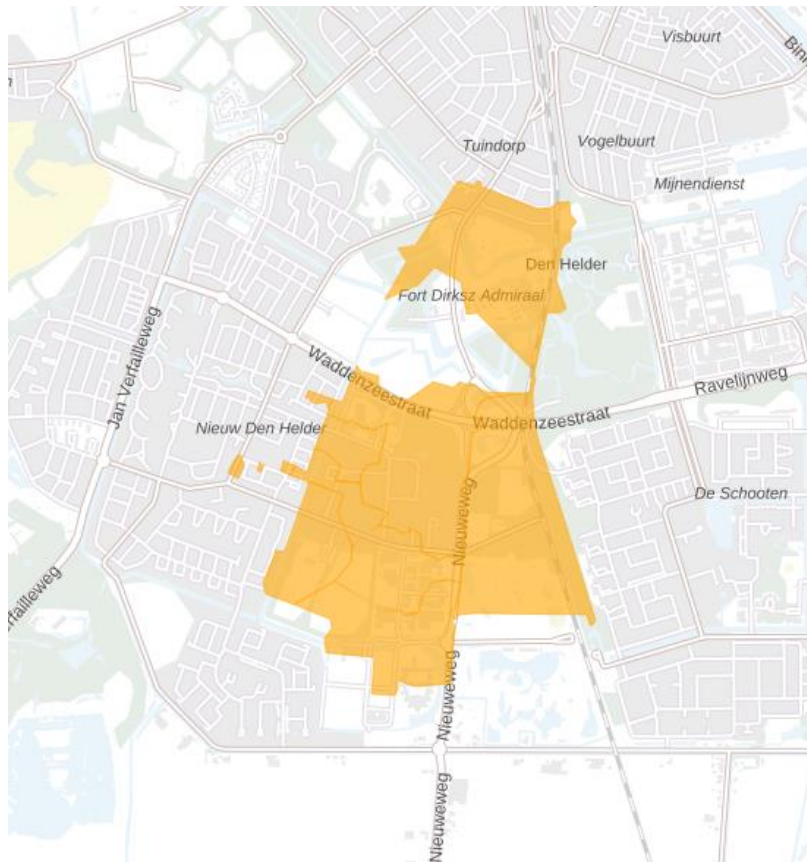 Visbuurt
Tuindorp
Vogelbuurt
Mijnendienst
Den Helder
Fort Dirksz Admiraal
Jan Verfailleweg
Waddenzeestraat
Ravelijnweg
Waddenzeestraat
Nieuw Den Helder
De Schooten
Nieuweweg
Nieuweweg
Nieuweweg